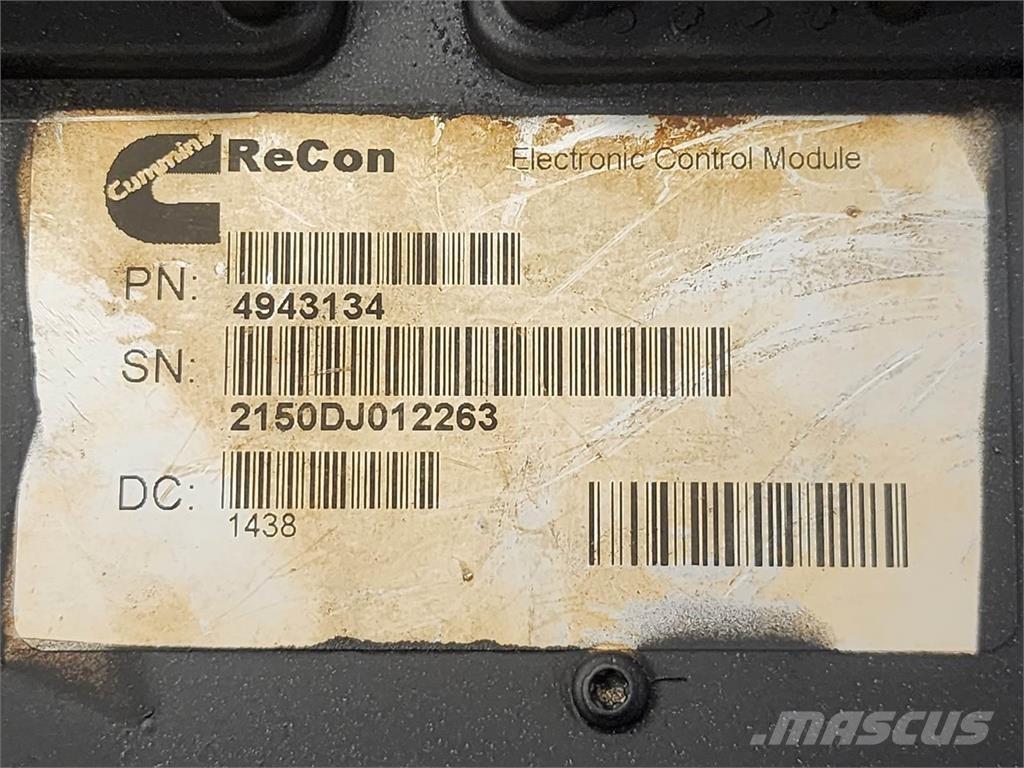 Cummins
ReCon
Electronic Control Module
PN:
4943134
SN:
2150DJ012263
DC:
1438
MASCUS